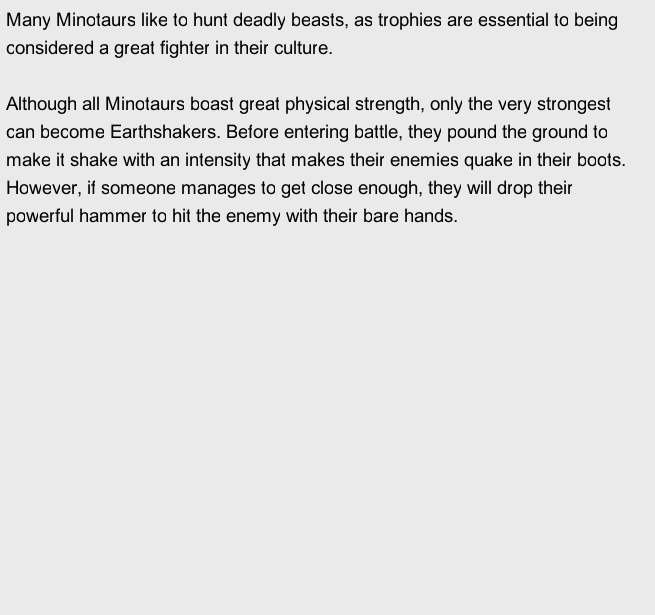 Many Minotaurs like to hunt deadly beasts, as trophies are essential to being
considered a great fighter in their culture.
Although all Minotaurs boast great physical strength, only the very strongest
can become Earthshakers. Before entering battle, they pound the ground to
make it shake with an intensity that makes their enemies quake in their boots.
However, if someone manages to get close enough, they will drop their
powerful hammer to hit the enemy with their bare hands.